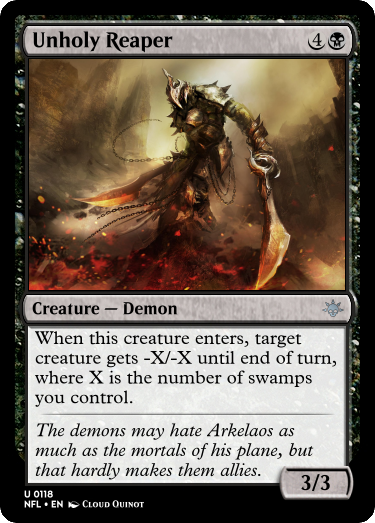 Unholy Reaper 4
Creature — Demon
When this creature enters, target
creature gets -X/-X until end of turn,
where X is the number of swamps
you control.
The demons may hate Arkelaos as
much as the mortals of his plane, but
that hardly makes them allies.
3/3
U 0118
NFL • EN Cloud Quinot